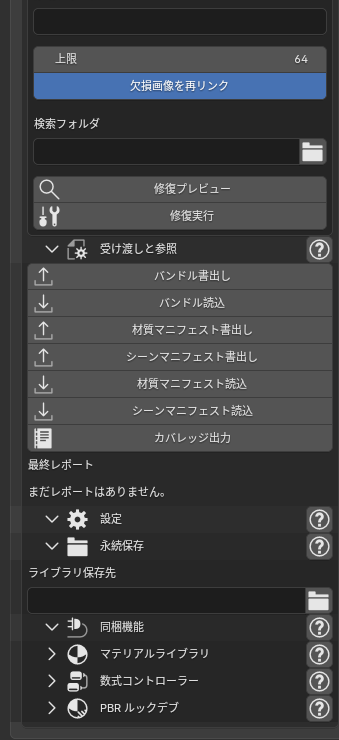 上限 64
欠損画像を再リンク
検索フォルダ
修復プレビュー
修復実行
受け渡しと参照
バンドル書出し
バンドル読込
材質マニフェスト書出し
シーンマニフェスト書出し
材質マニフェスト読込
シーンマニフェスト読込
カバレッジ出力
最終レポート
まだレポートはありません。
設定
永続保存
ライブラリ保存先
同梱機能
マテリアルライブラリ
数式コントローラー
PBR ルックデブ